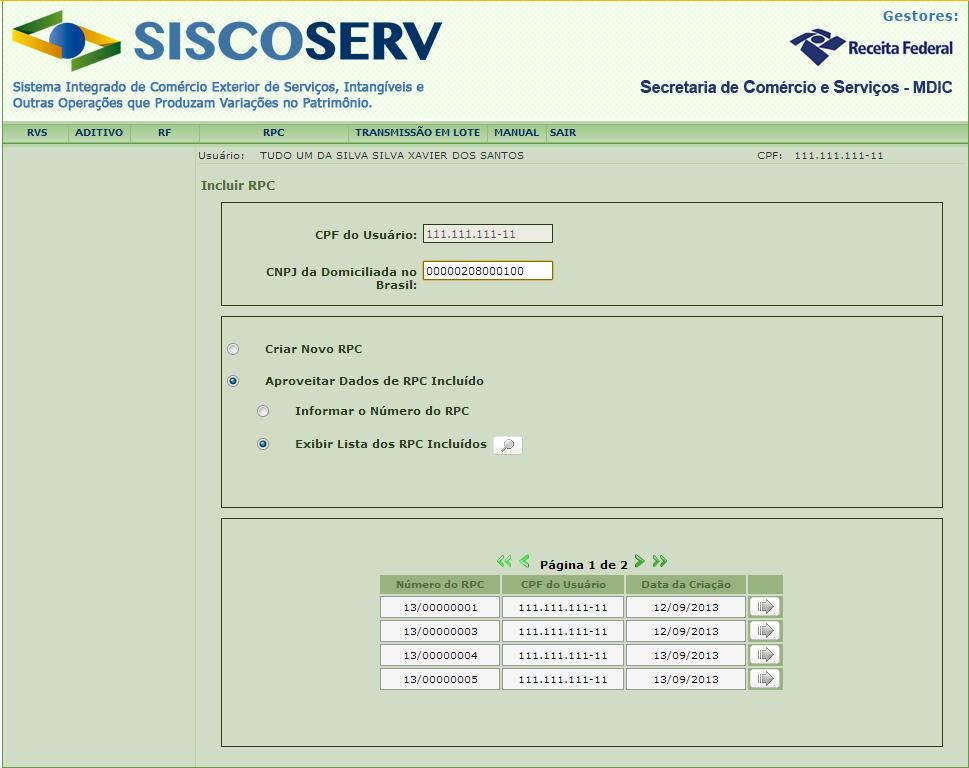 Gestores:
SISCOSERV
Receita Federal
Sistema Integrado de Comércio Exterior de Serviços, Intangíveis e
Outras Operações que Produzam Variações no Patrimônio.
Secretaria de Comércio e Serviços - MDIC
RVS ADITIVO RF RPC TRANSMISSÃO EM LOTE MANUAL SAIR
Usuário: TUDO UM DA SILVA SILVA XAVIER DOS SANTOS CPF: 111.111.111-11
Incluir RPC
CPF do Usuário: 111.111.111-11
CNPJ da Domiciliada no
Brasil: 00000208000100
Criar Novo RPC
Aproveitar Dados de RPC Incluído
Informar o Número do RPC
Exibir Lista dos RPC Incluídos
Página 1 de 2
Número do RPC CPF do Usuário Data da Criação
13/00000001 111.111.111-11 12/09/2013
13/00000003 111.111.111-11 12/09/2013
13/00000004 111.111.111-11 13/09/2013
13/00000005 111.111.111-11 13/09/2013